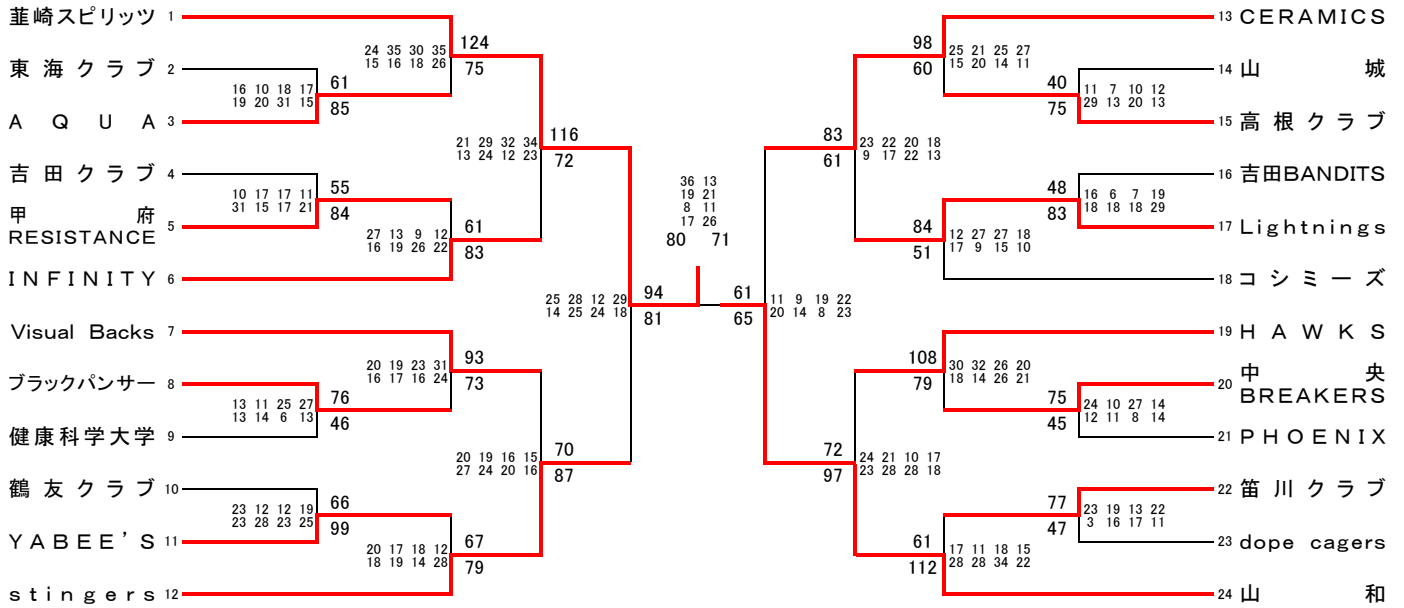 韮崎スピリッツ 1
東海クラブ 2
AQUA 3
吉田クラブ 4
甲府
RESISTANCE 5
INFINITY 6
Visual Backs 7
ブラックパンサー 8
健康科学大学 9
鶴友クラブ 10
YABEE'S 11
stingers 12
16 10 18 17
19 20 31 15
61
85
10 17 17 11
31 15 17 21
55
84
13 11 25 27
13 14 6 13
76
46
23 12 12 19
23 28 23 25
66
99
24 35 30 35
15 16 18 26
124
75
27 13 9 12
16 19 26 22
61
83
20 19 23 31
16 17 16 24
93
73
20 17 18 12
18 19 14 28
67
79
21 29 32 34
13 24 12 23
116
72
20 19 16 15
27 24 20 16
70
87
25 28 12 29
14 25 24 18
94
81
36 13
19 21
8 11
17 26
80 71
61
65
11 9 19 22
20 14 8 23
83
61
23 22 20 18
9 17 22 13
72
97
24 21 10 17
23 28 28 18
98
60
25 21 25 27
15 20 14 11
84
51
12 27 27 18
17 9 15 10
108
79
30 32 26 20
18 14 26 21
61
112
17 11 18 15
28 28 34 22
40
75
11 7 10 12
29 13 20 13
48
83
16 6 7 19
18 18 18 29
75
45
24 10 27 14
12 11 8 14
77
47
23 19 13 22
3 16 17 11
13 CERAMICS
14 山城
15 高根クラブ
16 吉田BANDITS
17 Lightnings
18 コシミーズ
19 HAWKS
20 中央
BREAKERS
21 PHOENIX
22 笛川クラブ
23 dope cagers
24 山和